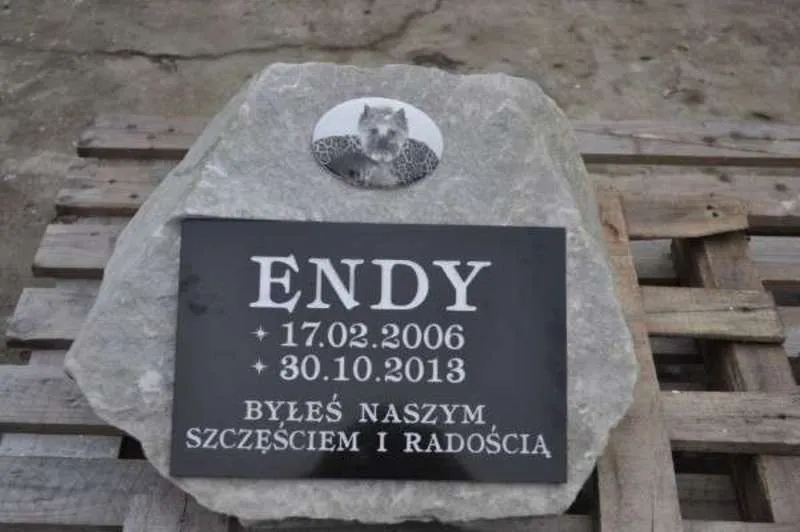 ENDY
✦ 17.02.2006
✦ 30.10.2013
BYŁEŚ NASZYM
SZCZĘŚCIEM I RADOŚCIĄ